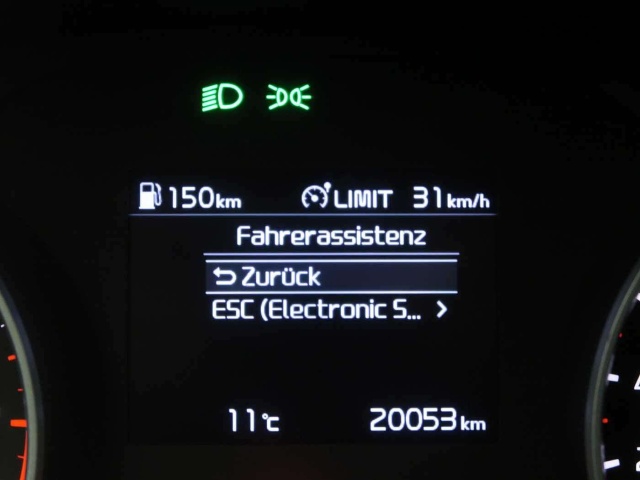 150km LIMIT 31km/h
Fahrerassistenz
Zurück
ESC (Electronic S...
11°C 20053km